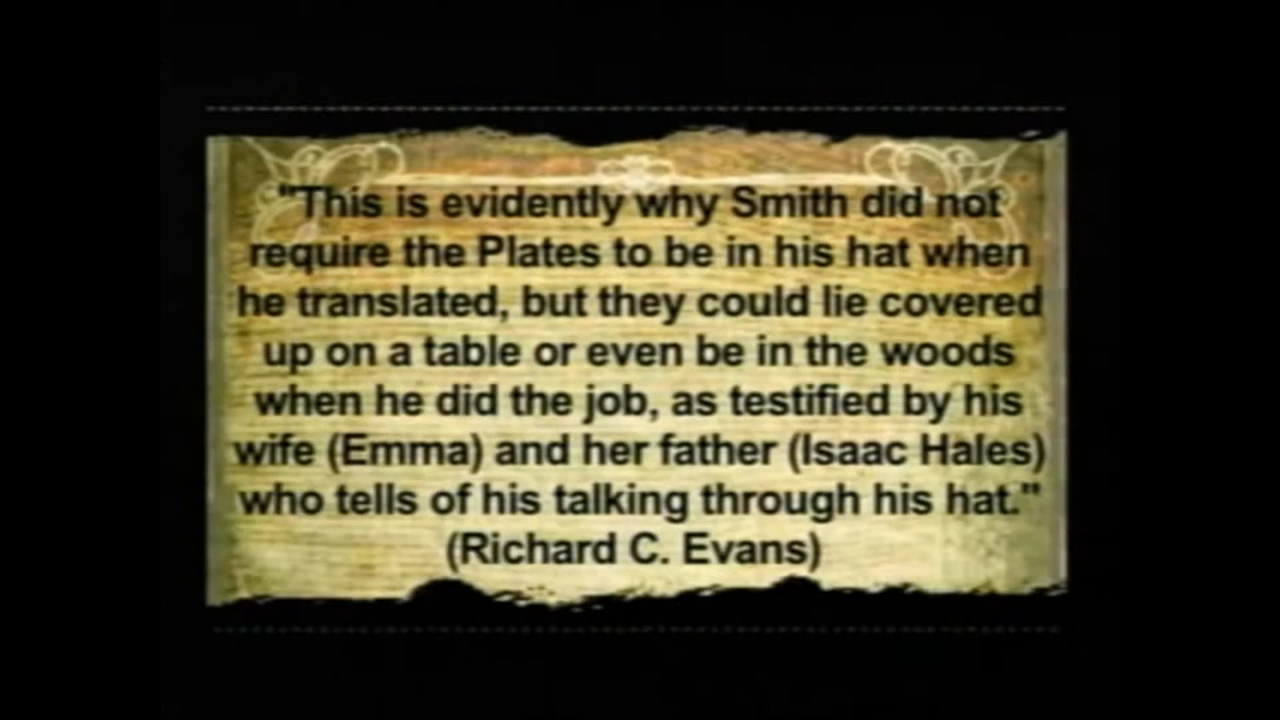 "This is evidently why Smith did not
require the Plates to be in his hat when
he translated, but they could lie covered
up on a table or even be in the woods
when he did the job, as testified by his
wife (Emma) and her father (Isaac Hales)
who tells of his talking through his hat."
(Richard C. Evans)